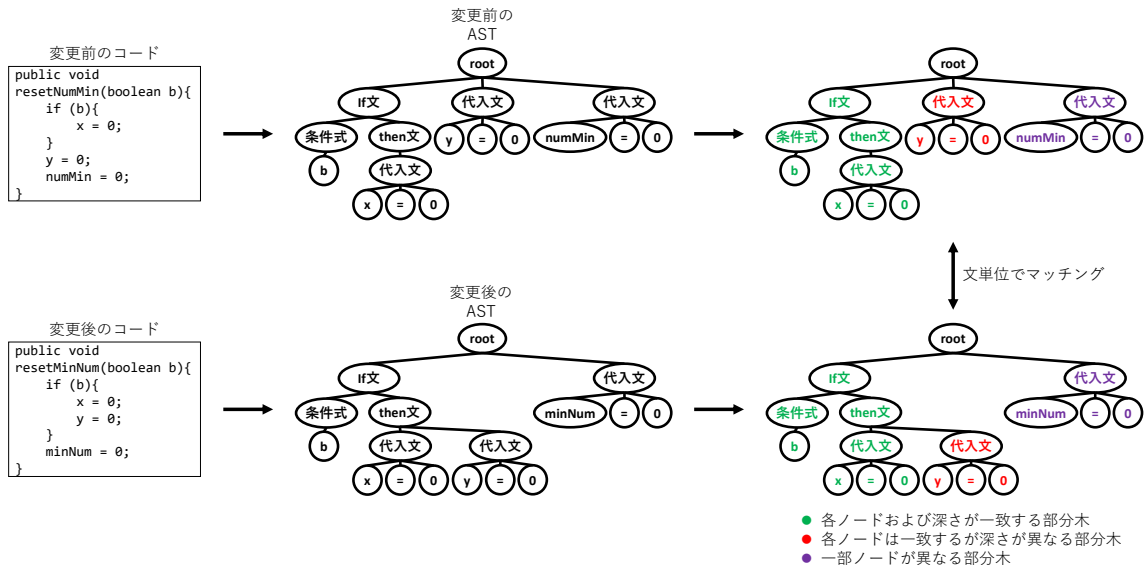 変更前の
AST
変更前のコード
public void
resetNumMin(boolean b){
    if (b){
        x = 0;
    }
    y = 0;
    numMin = 0;
}
root
If文 代入文 代入文
条件式 then文 y = 0 numMin = 0
b 代入文
x = 0
root
If文 代入文 代入文
条件式 then文 y = 0 numMin = 0
b 代入文
x = 0
文単位でマッチング
変更後の
AST
変更後のコード
public void
resetMinNum(boolean b){
    if (b){
        x = 0;
        y = 0;
    }
    minNum = 0;
}
root
If文 代入文
条件式 then文 minNum = 0
b 代入文 代入文
x = 0 y = 0
root
If文 代入文
条件式 then文 minNum = 0
b 代入文 代入文
x = 0 y = 0
各ノードおよび深さが一致する部分木
各ノードは一致するが深さが異なる部分木
一部ノードが異なる部分木